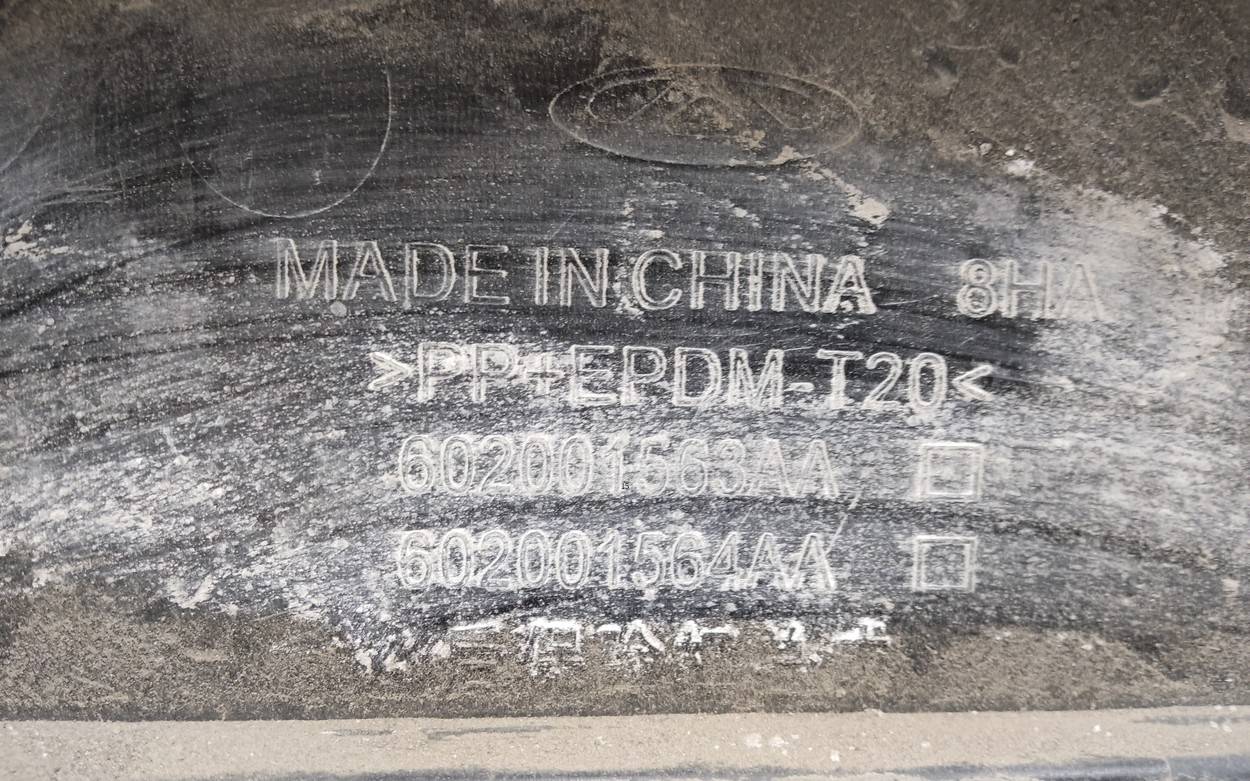 MADE IN CHINA 8HA
>PP+EPDM-T20<
602001563AA
602001564AA